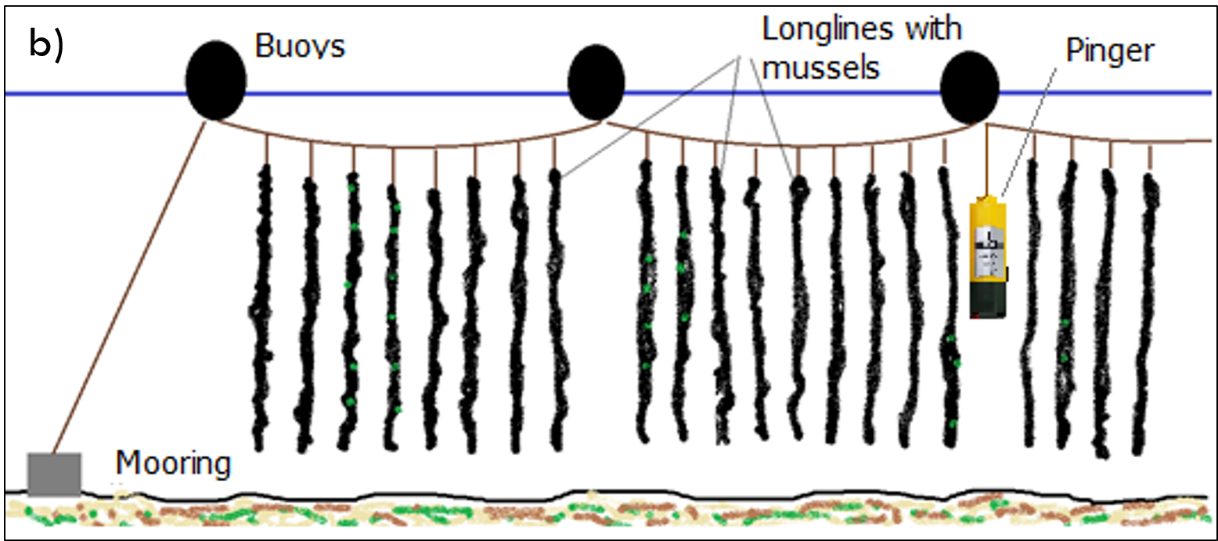 b)
Buoys
Longlines with
mussels
Pinger
Mooring